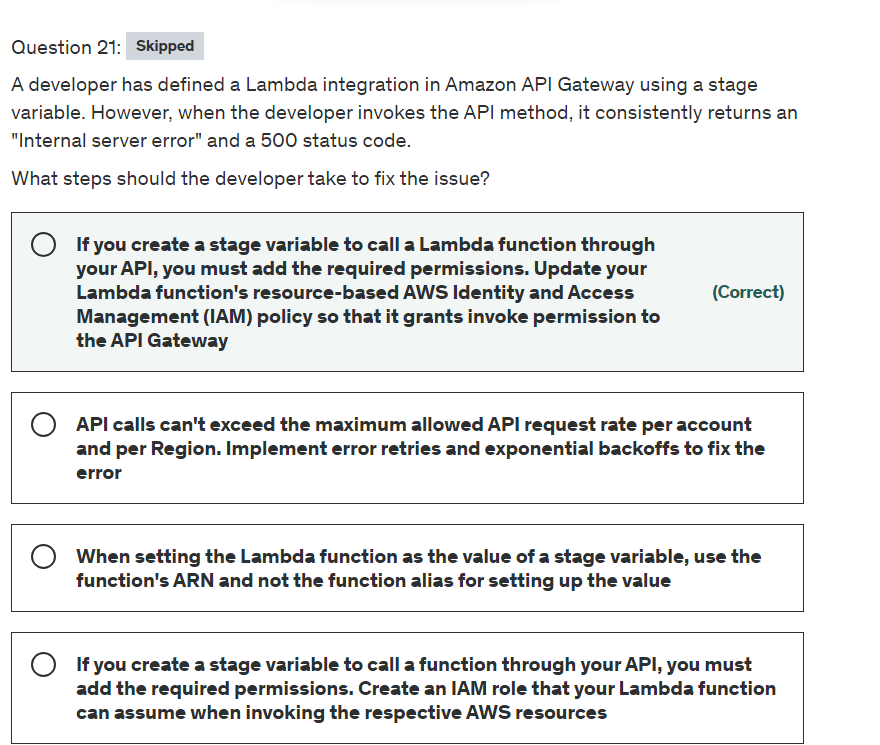 Question 21: Skipped
A developer has defined a Lambda integration in Amazon API Gateway using a stage
variable. However, when the developer invokes the API method, it consistently returns an
"Internal server error" and a 500 status code.
What steps should the developer take to fix the issue?
If you create a stage variable to call a Lambda function through
your API, you must add the required permissions. Update your
Lambda function's resource-based AWS Identity and Access
Management (IAM) policy so that it grants invoke permission to
the API Gateway
(Correct)
API calls can't exceed the maximum allowed API request rate per account
and per Region. Implement error retries and exponential backoffs to fix the
error
When setting the Lambda function as the value of a stage variable, use the
function's ARN and not the function alias for setting up the value
If you create a stage variable to call a function through your API, you must
add the required permissions. Create an IAM role that your Lambda function
can assume when invoking the respective AWS resources